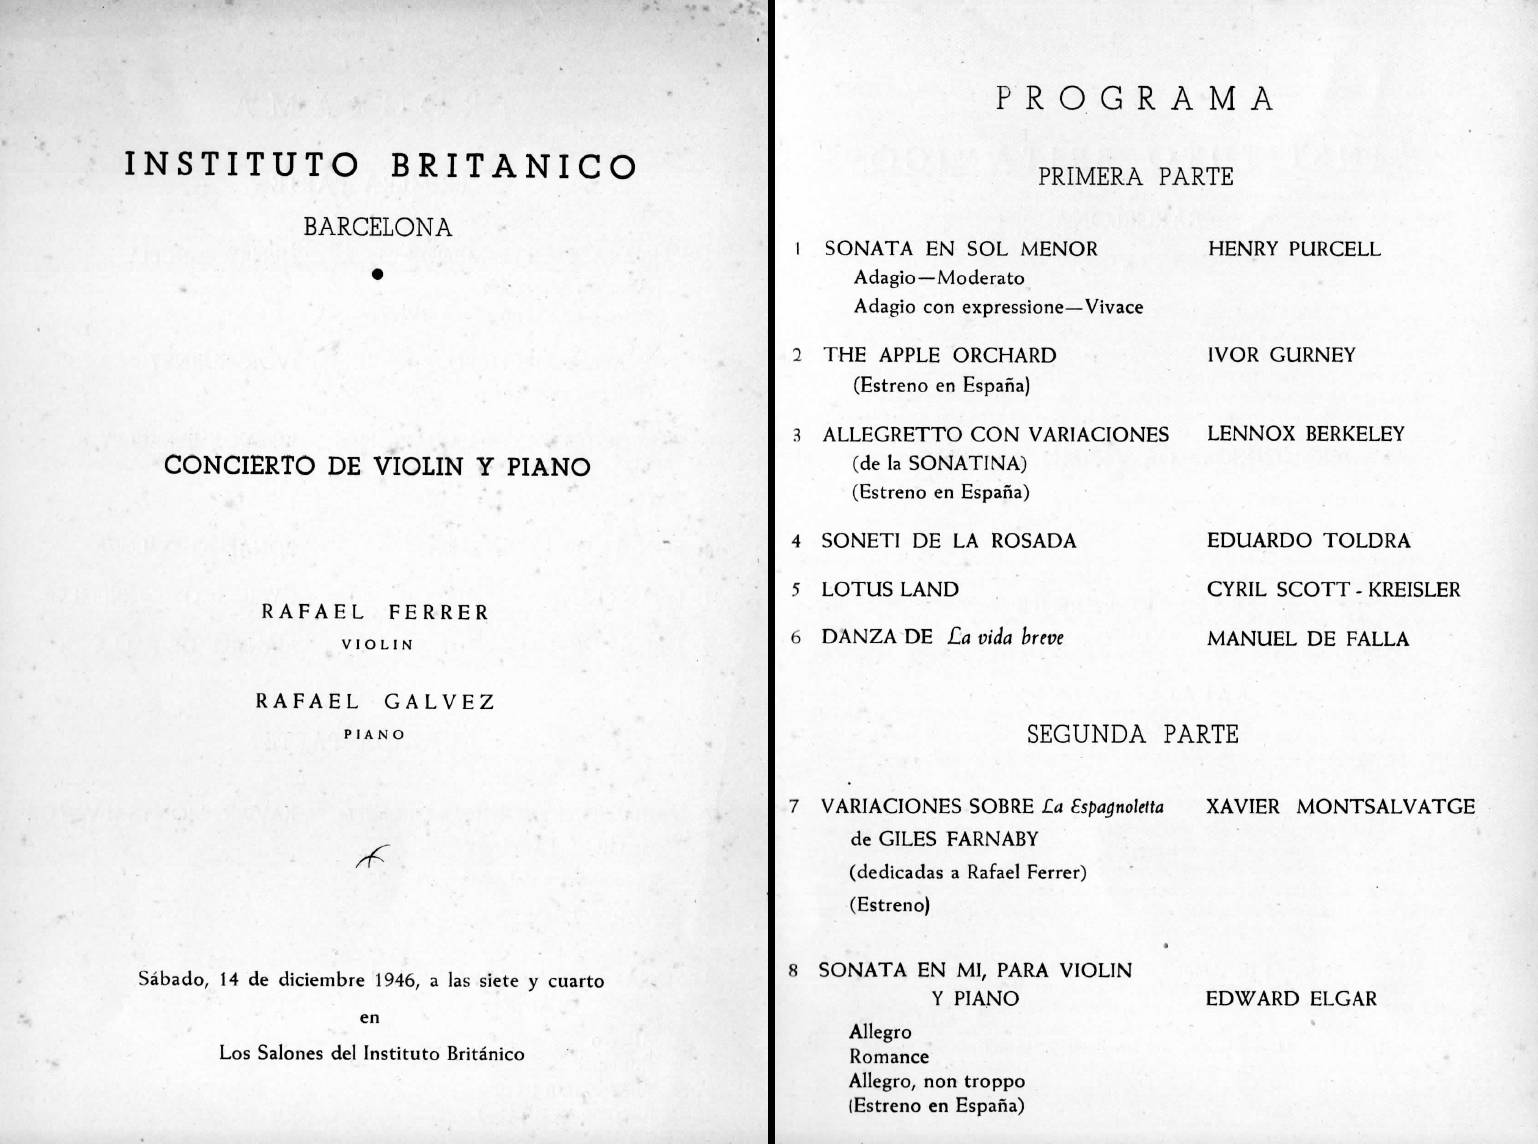 INSTITUTO BRITANICO
BARCELONA
CONCIERTO DE VIOLIN Y PIANO
RAFAEL FERRER
VIOLIN
RAFAEL GALVEZ
PIANO
Sábado, 14 de diciembre 1946, a las siete y cuarto
en
Los Salones del Instituto Británico
PROGRAMA
PRIMERA PARTE
1 SONATA EN SOL MENOR HENRY PURCELL
Adagio—Moderato
Adagio con expressione—Vivace
2 THE APPLE ORCHARD IVOR GURNEY
(Estreno en España)
3 ALLEGRETTO CON VARIACIONES LENNOX BERKELEY
(de la SONATINA)
(Estreno en España)
4 SONETI DE LA ROSADA EDUARDO TOLDRA
5 LOTUS LAND CYRIL SCOTT - KREISLER
6 DANZA DE La vida breve MANUEL DE FALLA
SEGUNDA PARTE
7 VARIACIONES SOBRE La Espagnoletta XAVIER MONTSALVATGE
de GILES FARNABY
(dedicadas a Rafael Ferrer)
(Estreno)
8 SONATA EN MI, PARA VIOLIN
Y PIANO EDWARD ELGAR
Allegro
Romance
Allegro, non troppo
(Estreno en España)